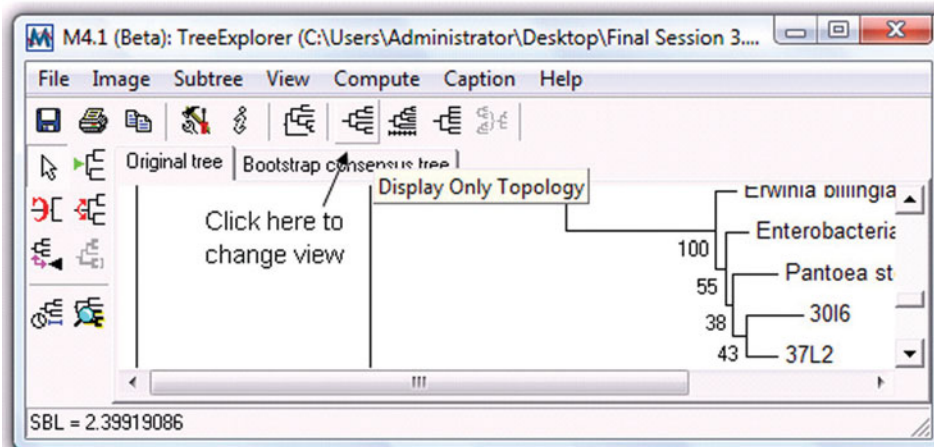 M4.1 (Beta): TreeExplorer (C:\Users\Administrator\Desktop\Final Session 3....
File Image Subtree View Compute Caption Help
Original tree Bootstrap consensus tree
Display Only Topology
Click here to
change view
Erwinia billingia
100 Enterobacteria
55 Pantoea st
38 30I6
43 37L2
SBL = 2.39919086